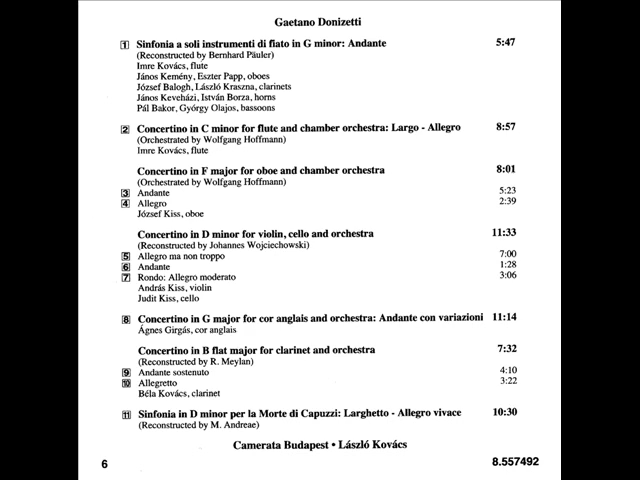 Gaetano Donizetti
1 Sinfonia a soli instrumenti di fiato in G minor: Andante 5:47
(Reconstructed by Bernhard Päuler)
Imre Kovács, flute
János Kemény, Eszter Papp, oboes
József Balogh, László Kraszna, clarinets
János Keveházi, István Borza, horns
Pál Bakor, György Olajos, bassoons
2 Concertino in C minor for flute and chamber orchestra: Largo - Allegro 8:57
(Orchestrated by Wolfgang Hoffmann)
Imre Kovács, flute
Concertino in F major for oboe and chamber orchestra 8:01
(Orchestrated by Wolfgang Hoffmann)
3 Andante 5:23
4 Allegro 2:39
József Kiss, oboe
Concertino in D minor for violin, cello and orchestra 11:33
(Reconstructed by Johannes Wojciechowski)
5 Allegro ma non troppo 7:00
6 Andante 1:28
7 Rondo: Allegro moderato 3:06
András Kiss, violin
Judit Kiss, cello
8 Concertino in G major for cor anglais and orchestra: Andante con variazioni 11:14
Ágnes Girgás, cor anglais
Concertino in B flat major for clarinet and orchestra 7:32
(Reconstructed by R. Meylan)
9 Andante sostenuto 4:10
10 Allegretto 3:22
Béla Kovács, clarinet
11 Sinfonia in D minor per la Morte di Capuzzi: Larghetto - Allegro vivace 10:30
(Reconstructed by M. Andreae)
Camerata Budapest • László Kovács
6 8.557492